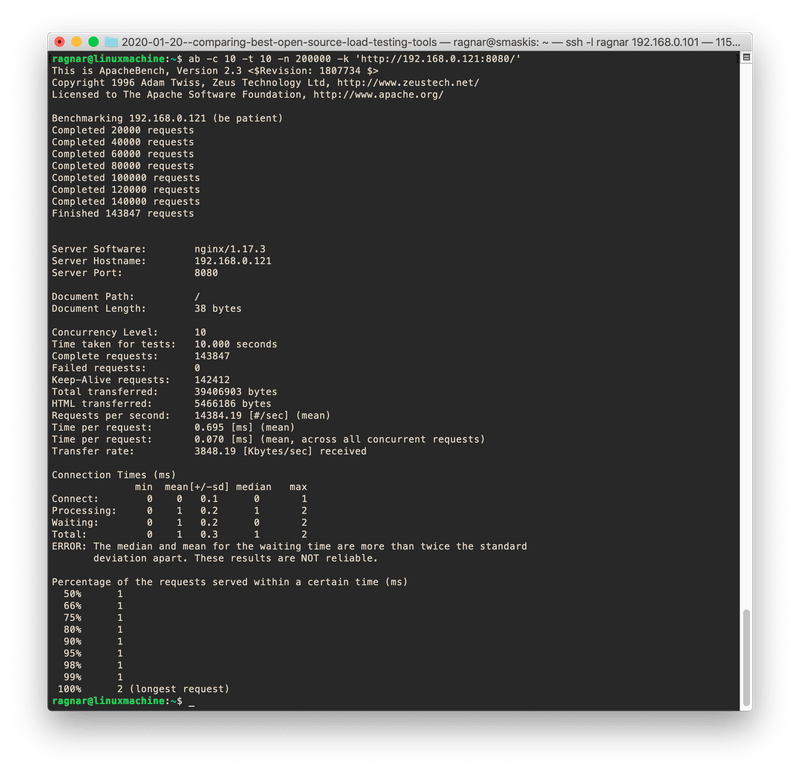 2020-01-20--comparing-best-open-source-load-testing-tools — ragnar@smaskis: ~ — ssh -l ragnar 192.168.0.101 — 115...
ragnar@linuxmachine:~$ ab -c 10 -t 10 -n 200000 -k 'http://192.168.0.121:8080/'
This is ApacheBench, Version 2.3 <$Revision: 1807734 $>
Copyright 1996 Adam Twiss, Zeus Technology Ltd, http://www.zeustech.net/
Licensed to The Apache Software Foundation, http://www.apache.org/

Benchmarking 192.168.0.121 (be patient)
Completed 20000 requests
Completed 40000 requests
Completed 60000 requests
Completed 80000 requests
Completed 100000 requests
Completed 120000 requests
Completed 140000 requests
Finished 143847 requests


Server Software:        nginx/1.17.3
Server Hostname:        192.168.0.121
Server Port:            8080

Document Path:          /
Document Length:        38 bytes

Concurrency Level:      10
Time taken for tests:   10.000 seconds
Complete requests:      143847
Failed requests:        0
Keep-Alive requests:    142412
Total transferred:      39406903 bytes
HTML transferred:       5466186 bytes
Requests per second:    14384.19 [#/sec] (mean)
Time per request:       0.695 [ms] (mean)
Time per request:       0.070 [ms] (mean, across all concurrent requests)
Transfer rate:          3848.19 [Kbytes/sec] received

Connection Times (ms)
              min  mean[+/-sd] median   max
Connect:        0    0   0.1      0       1
Processing:     0    1   0.2      1       2
Waiting:        0    1   0.2      0       2
Total:          0    1   0.3      1       2
ERROR: The median and mean for the waiting time are more than twice the standard
       deviation apart. These results are NOT reliable.

Percentage of the requests served within a certain time (ms)
  50%      1
  66%      1
  75%      1
  80%      1
  90%      1
  95%      1
  98%      1
  99%      1
 100%      2 (longest request)
ragnar@linuxmachine:~$ _